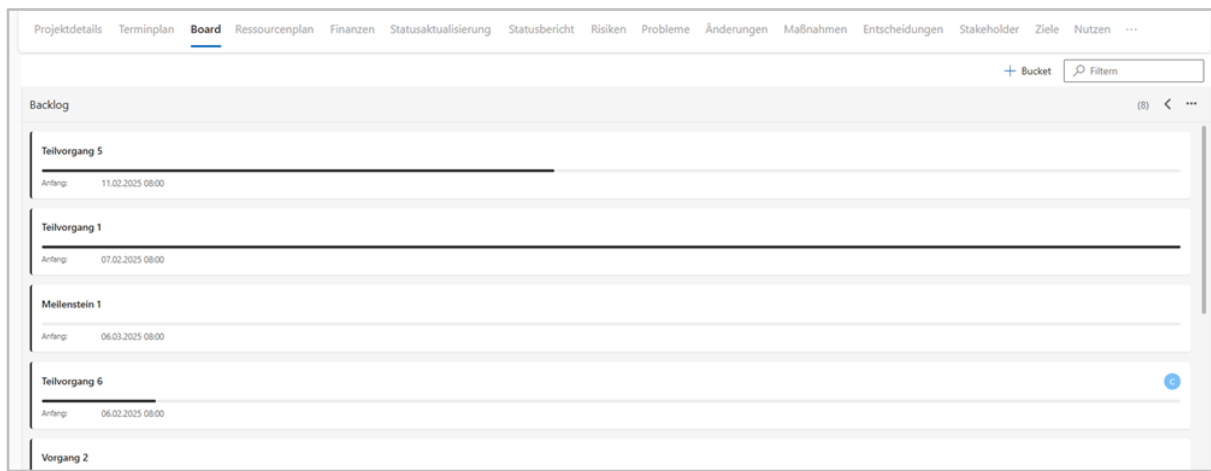 Projektdetails Terminplan Board Ressourcenplan Finanzen Statusaktualisierung Statusbericht Risiken Probleme Änderungen Maßnahmen Entscheidungen Stakeholder Ziele Nutzen ...
+ Bucket Filtern
Backlog (8) < ...
Teilvorgang 5
Anfang: 11.02.2025 08:00
Teilvorgang 1
Anfang: 07.02.2025 08:00
Meilenstein 1
Anfang: 06.03.2025 08:00
Teilvorgang 6 C
Anfang: 06.02.2025 08:00
Vorgang 2